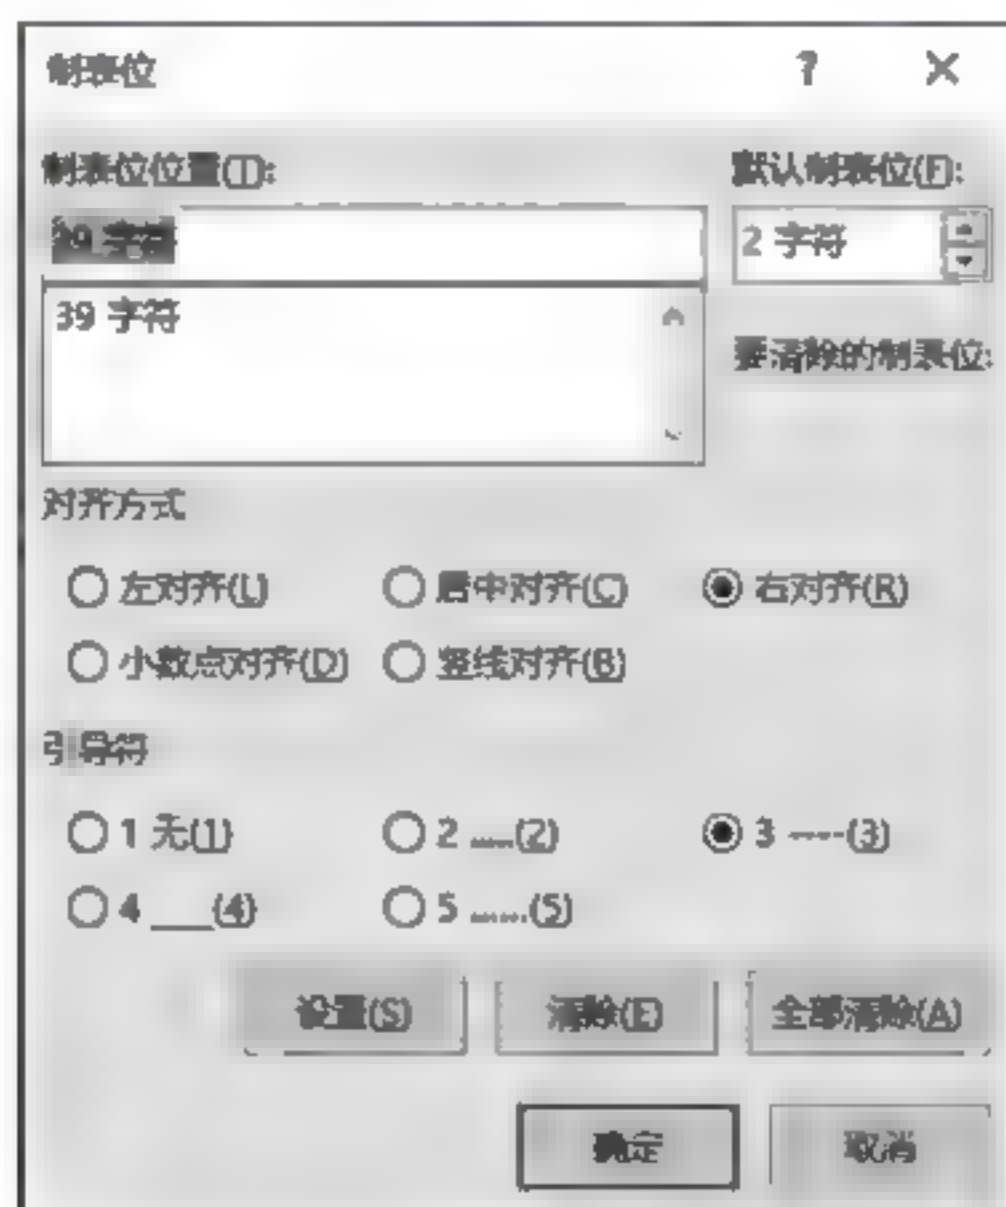 制表位 ? ×
制表位位置(T): 默认制表位(F):
39 字符 2 字符
39 字符
要清除的制表位:
对齐方式
左对齐(L) 居中对齐(C) 右对齐(R)
小数点对齐(D) 竖线对齐(B)
引导符
1 无(1) 2 .....(2) 3 ----(3)
4 ___(4) 5 ......(5)
设置(S) 清除(E) 全部清除(A)
确定 取消